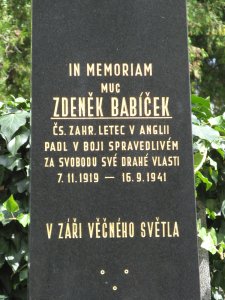 IN MEMORIAM
MUC
ZDENĚK BABÍČEK
ČS. ZAHR. LETEC V ANGLII
PADL V BOJI SPRAVEDLIVÉM
ZA SVOBODU SVÉ DRAHÉ VLASTI
7. 11. 1919 — 16. 9. 1941
V ZÁŘI VĚČNÉHO SVĚTLA